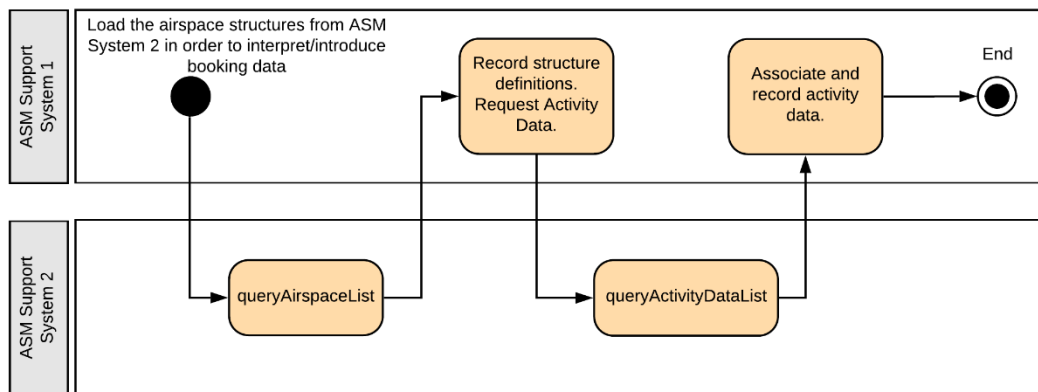 ASM Support
System 1
Load the airspace structures from ASM
System 2 in order to interpret/introduce
booking data
Record structure
definitions.
Request Activity
Data.
Associate and
record activity
data.
End
ASM Support
System 2
queryAirspaceList
queryActivityDataList